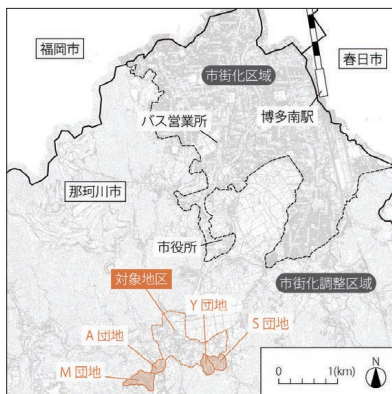 福岡市
春日市
市街化区域
バス営業所
博多南駅
那珂川市
市役所
対象地区
市街化調整区域
Y 団地
A 団地
S 団地
M 団地
N
0 1(km)